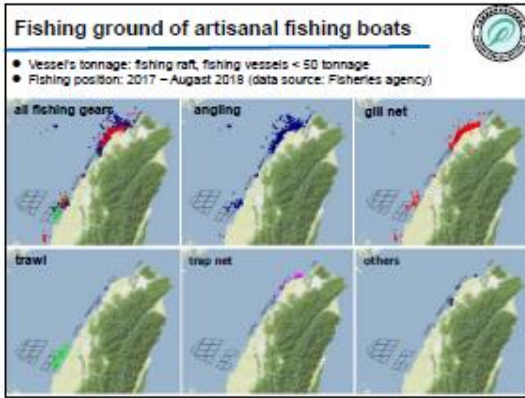 Fishing ground of artisanal fishing boats
Vessel's tonnage: fishing raft, fishing vessels < 50 tonnage
Fishing position: 2017 – Augast 2018 (data source: Fisheries agency)
all fishing gears
angling
gill net
trawl
trap net
others